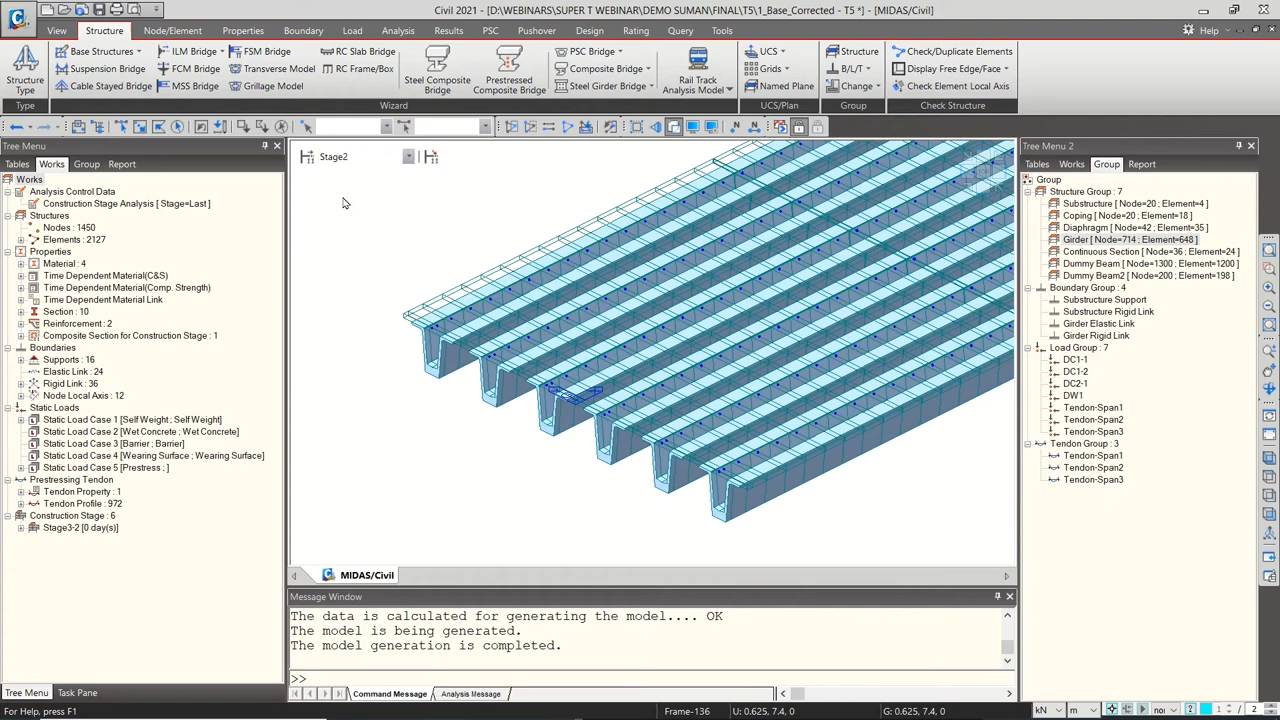 Civil 2021 - [D:\WEBINARS\SUPER T WEBINAR\DEMO SUMAN\FINAL\D\1_Base_Corrected - T5 *] - [MIDAS/Civil]
View Structure Node/Element Properties Boundary Load Analysis Results PSC Pushover Design Rating Query Tools Help
Structure Type
Base Structures
Suspension Bridge
Cable Stayed Bridge
ILM Bridge
FCM Bridge
MSS Bridge
FSM Bridge
Transverse Model
Grillage Model
RC Slab Bridge
RC Frame/Box
Steel Composite Bridge
Prestressed Composite Bridge
PSC Bridge
Composite Bridge
Steel Girder Bridge
Rail Track Analysis Model
UCS
Grids
Named Plane
Structure
B/L/T
Change
Check/Duplicate Elements
Display Free Edge/Face
Check Element Local Axis
Type Wizard UCS/Plan Group Check Structure
Tree Menu
Tables Works Group Report
Works
Analysis Control Data
Construction Stage Analysis [ Stage=Last ]
Structures
Nodes : 1450
Elements : 2127
Properties
Material : 4
Time Dependent Material(C&S)
Time Dependent Material(Comp. Strength)
Time Dependent Material Link
Section : 10
Reinforcement : 2
Composite Section for Construction Stage : 1
Boundaries
Supports : 16
Elastic Link : 24
Rigid Link : 36
Node Local Axis : 12
Static Loads
Static Load Case 1 [Self Weight ; Self Weight]
Static Load Case 2 [Wet Concrete ; Wet Concrete]
Static Load Case 3 [Barrier ; Barrier]
Static Load Case 4 [Wearing Surface ; Wearing Surface]
Static Load Case 5 [Prestress ; ]
Prestressing Tendon
Tendon Property : 1
Tendon Profile : 972
Construction Stage : 6
Stage3-2 [0 day(s)]
Tree Menu Task Pane
Stage2
MIDAS/Civil
Message Window
The data is calculated for generating the model.... OK
The model is being generated.
The model generation is completed.
>>
Command Message Analysis Message
Tree Menu 2
Tables Works Group Report
Group
Structure Group : 7
Substructure [ Node=20 ; Element=4 ]
Coping [ Node=20 ; Element=18 ]
Diaphragm [ Node=42 ; Element=35 ]
Girder [ Node=714 ; Element=648 ]
Continuous Section [ Node=36 ; Element=24 ]
Dummy Beam [ Node=1300 ; Element=1200 ]
Dummy Beam2 [ Node=200 ; Element=198 ]
Boundary Group : 4
Substructure Support
Substructure Rigid Link
Girder Elastic Link
Girder Rigid Link
Load Group : 7
DC1-1
DC1-2
DC2-1
DW1
Tendon-Span1
Tendon-Span2
Tendon-Span3
Tendon Group : 3
Tendon-Span1
Tendon-Span2
Tendon-Span3
For Help, press F1 Frame-136 U: 0.625, 7.4, 0 G: 0.625, 7.4, 0 kN m non 1 / 2